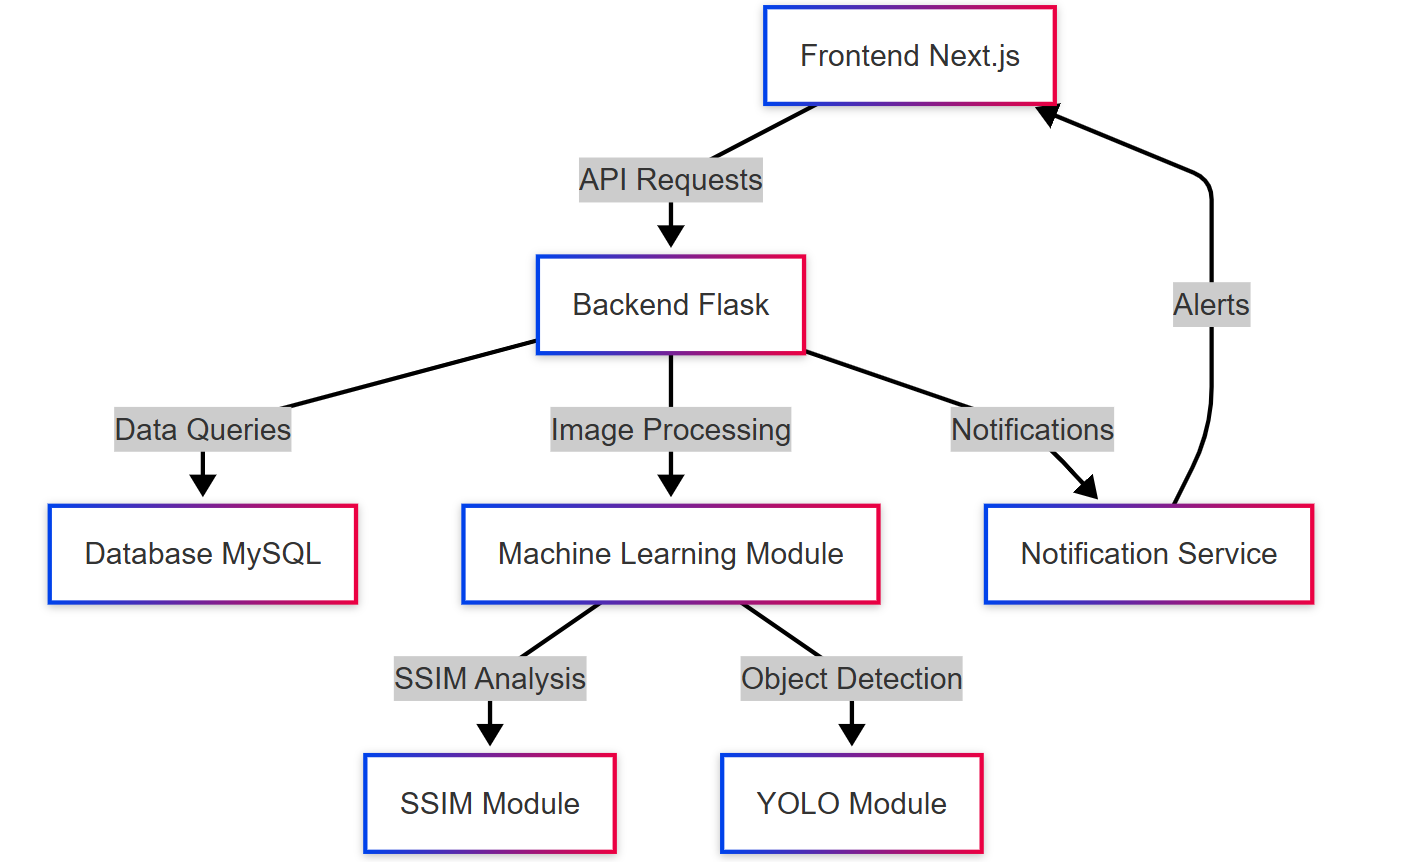 Frontend Next.js
API Requests
Backend Flask
Alerts
Data Queries
Image Processing
Notifications
Database MySQL
Machine Learning Module
Notification Service
SSIM Analysis
Object Detection
SSIM Module
YOLO Module